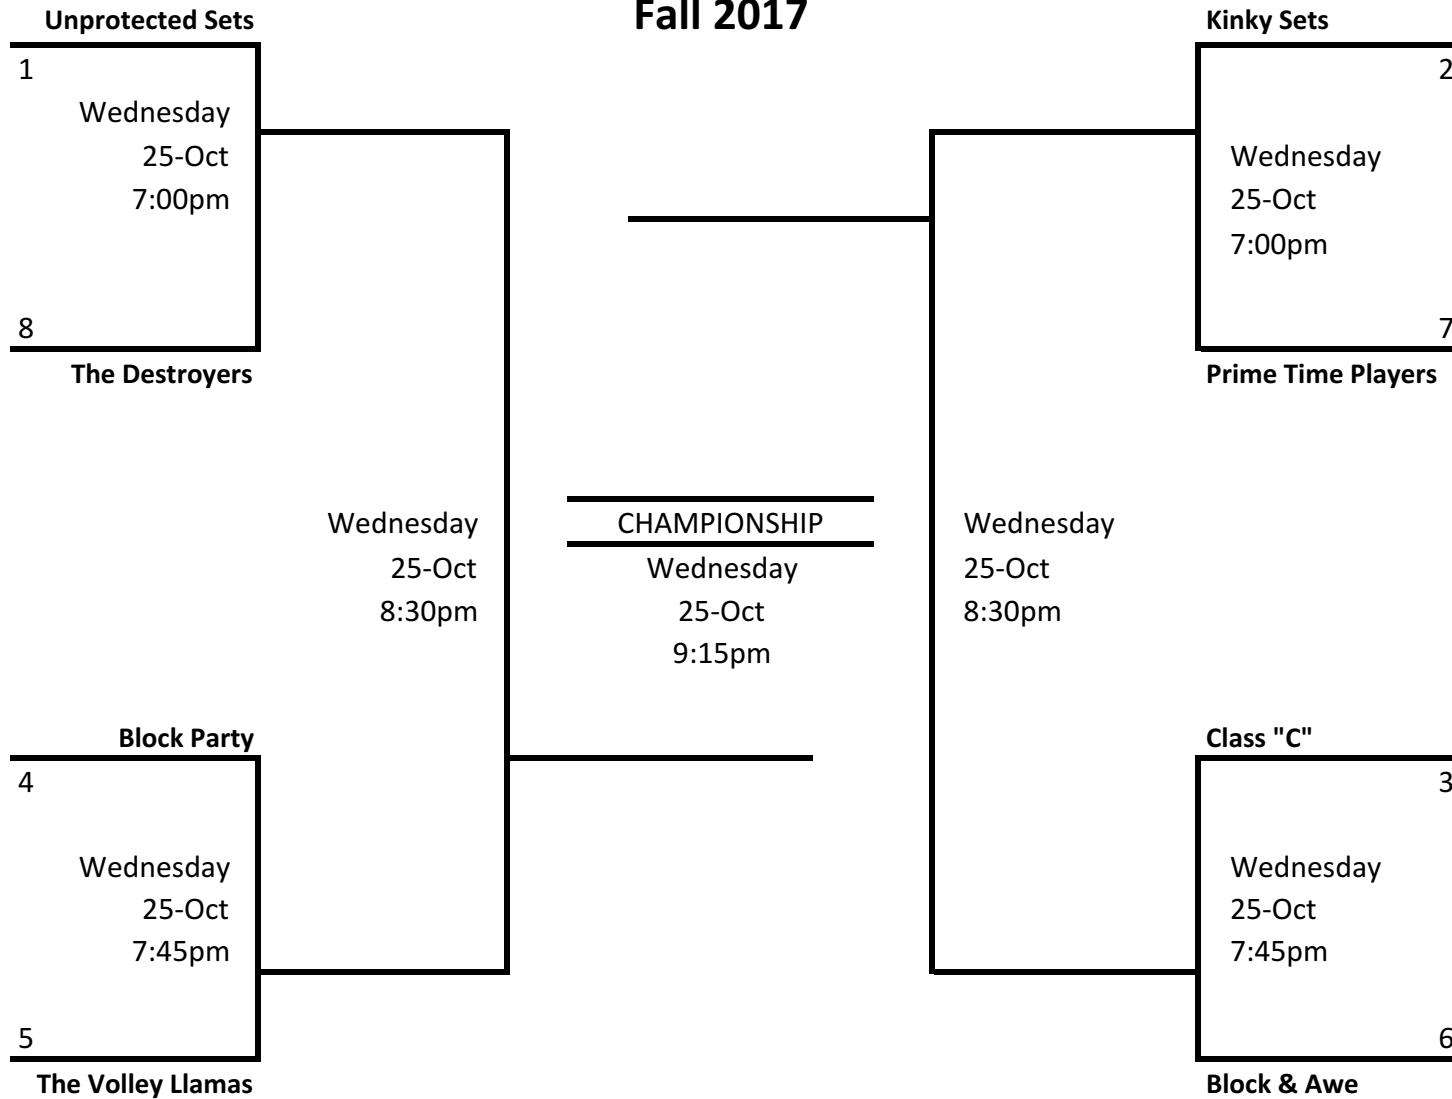 Fall 2017
Unprotected Sets
1
Wednesday
25-Oct
7:00pm
8
The Destroyers
Kinky Sets
2
Wednesday
25-Oct
7:00pm
7
Prime Time Players
Wednesday
25-Oct
8:30pm
CHAMPIONSHIP
Wednesday
25-Oct
9:15pm
Wednesday
25-Oct
8:30pm
Block Party
4
Wednesday
25-Oct
7:45pm
5
The Volley Llamas
Class "C"
3
Wednesday
25-Oct
7:45pm
6
Block & Awe